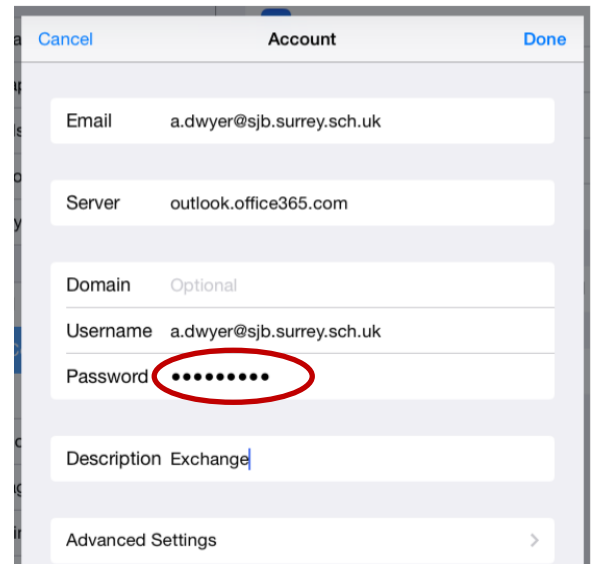 Cancel Account Done
Email a.dwyer@sjb.surrey.sch.uk
Server outlook.office365.com
Domain Optional
Username a.dwyer@sjb.surrey.sch.uk
Password •••••••••
Description Exchange
Advanced Settings